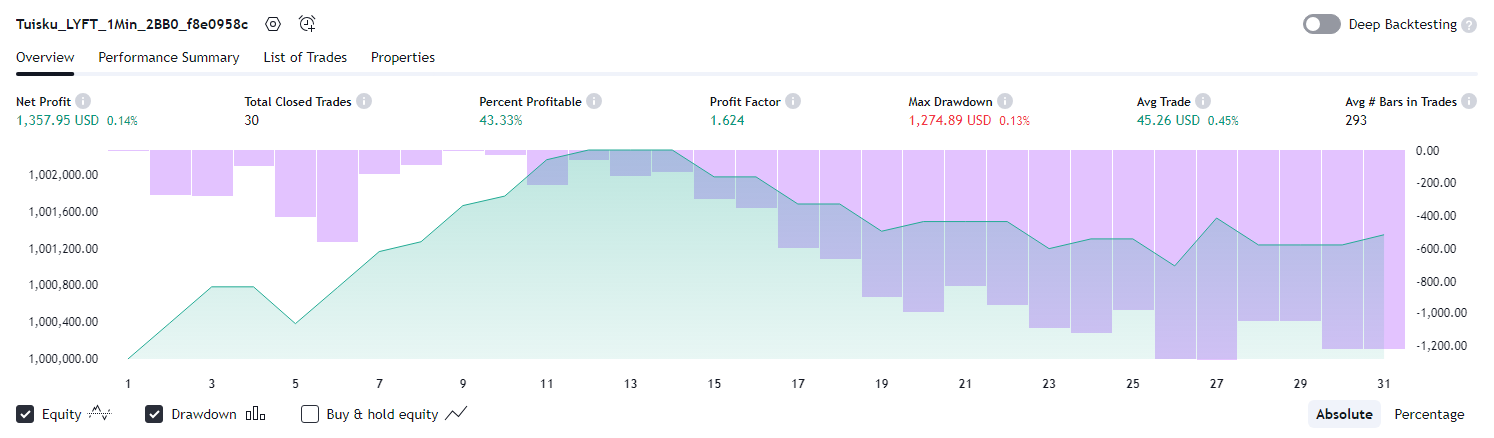 Tuisku_LYFT_1Min_2BB0_f8e0958c Deep Backtesting ?
Overview Performance Summary List of Trades Properties
Net Profit i Total Closed Trades i Percent Profitable i Profit Factor i Max Drawdown i Avg Trade i Avg # Bars in Trades i
1,357.95 USD 0.14% 30 43.33% 1.624 1,274.89 USD 0.13% 45.26 USD 0.45% 293
0.00
1,002,000.00 -200.00
1,001,600.00 -400.00
1,001,200.00 -600.00
1,000,800.00 -800.00
1,000,400.00 -1,000.00
1,000,000.00 -1,200.00
1 3 5 7 9 11 13 15 17 19 21 23 25 27 29 31
Equity Drawdown Buy & hold equity Absolute Percentage